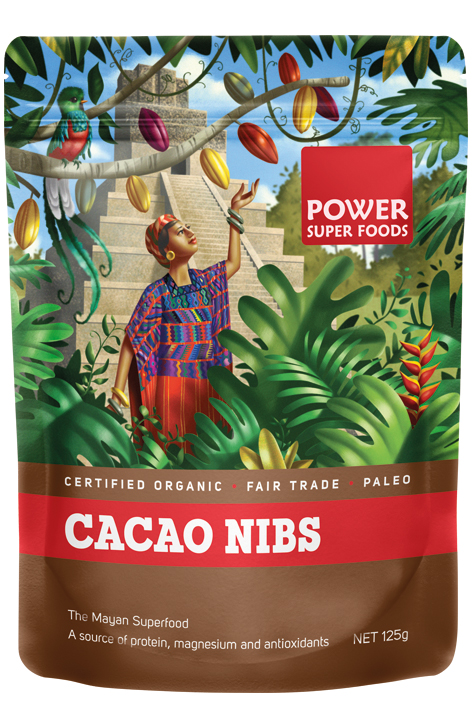 POWER
SUPER FOODS
CERTIFIED ORGANIC • FAIR TRADE • PALEO
CACAO NIBS
The Mayan Superfood
A source of protein, magnesium and antioxidants
NET 125g